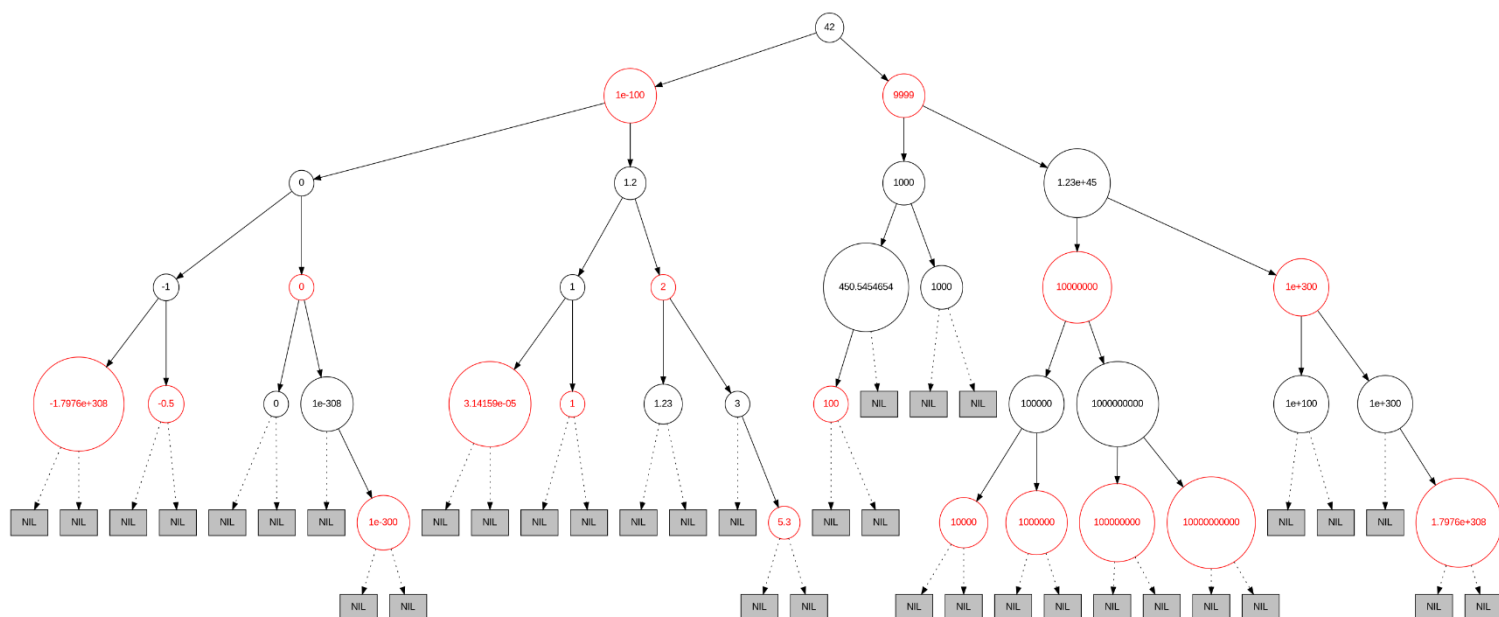 42
1e-100
9999
0
1.2
1000
1.23e+45
-1
0
1
2
450.5454654
1000
10000000
1e+300
-1.7976e+308
-0.5
0
1e-308
3.14159e-05
1
1.23
3
100
NIL
NIL
NIL
100000
1000000000
1e+100
1e+300
NIL
NIL
NIL
NIL
NIL
NIL
NIL
1e-300
NIL
NIL
NIL
NIL
NIL
NIL
NIL
5.3
NIL
NIL
10000
1000000
100000000
10000000000
NIL
NIL
NIL
1.7976e+308
NIL
NIL
NIL
NIL
NIL
NIL
NIL
NIL
NIL
NIL
NIL
NIL
NIL
NIL